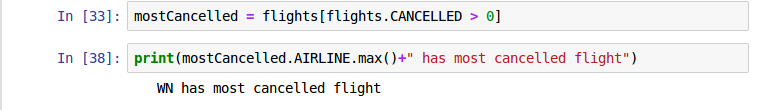 In [33]: mostCancelled = flights[flights.CANCELLED > 0]
In [38]: print(mostCancelled.AIRLINE.max()+" has most cancelled flight")
WN has most cancelled flight